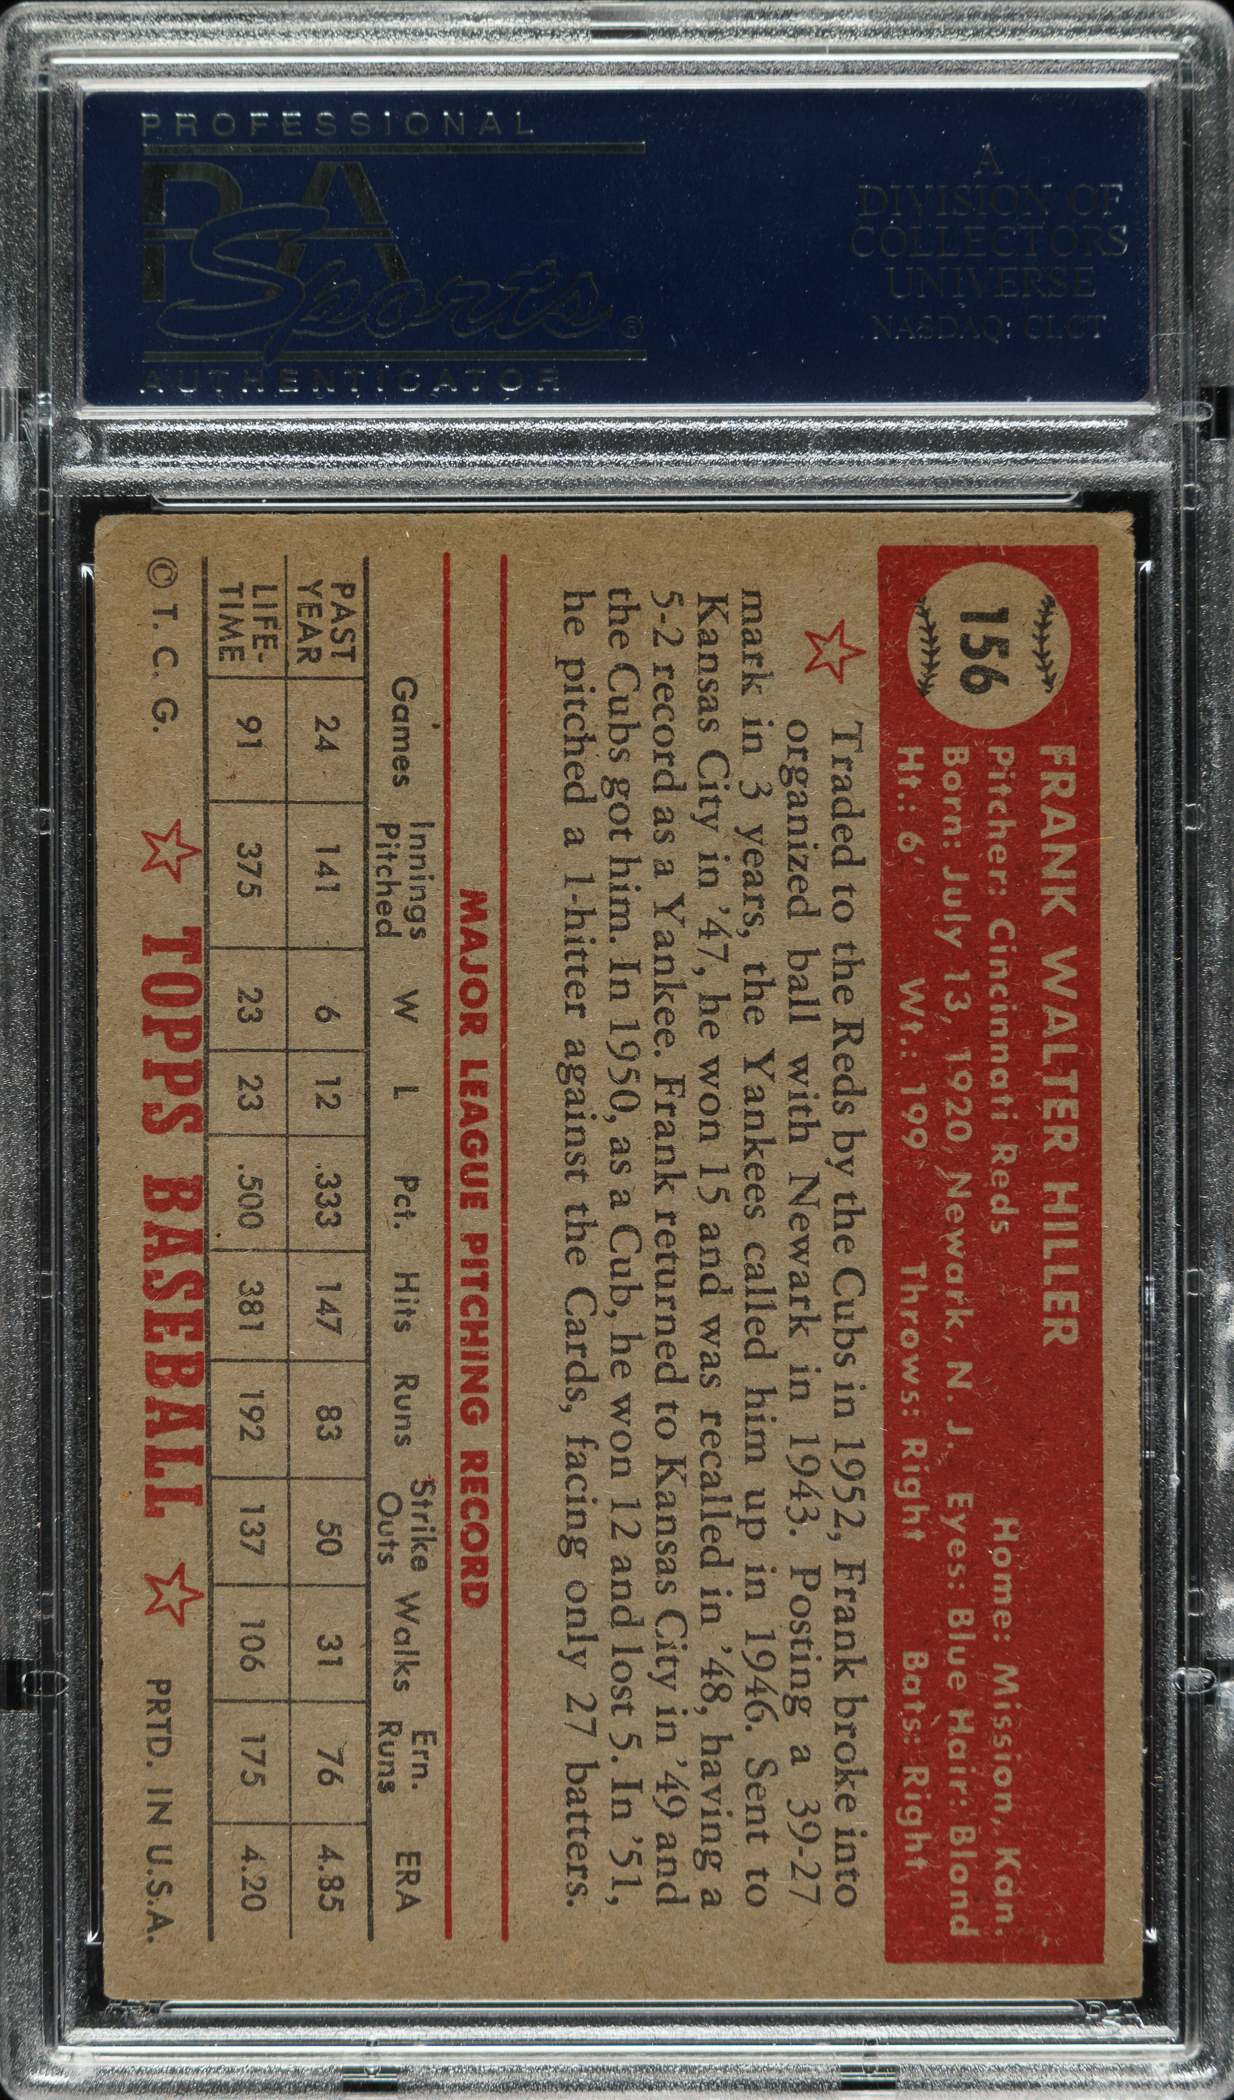 PROFESSIONAL
PSA
Sports®
AUTHENTICATOR
A
DIVISION OF
COLLECTORS
UNIVERSE
NASDAQ: CLCT
156
FRANK WALTER HILLER
Pitcher: Cincinnati Reds Home: Mission, Kan.
Born: July 13, 1920, Newark, N. J. Eyes: Blue Hair: Blond
Ht.: 6' Wt.: 199 Throws: Right Bats: Right
Traded to the Reds by the Cubs in 1952, Frank broke into
organized ball with Newark in 1943. Posting a 39-27
mark in 3 years, the Yankees called him up in 1946. Sent to
Kansas City in '47, he won 15 and was recalled in '48, having a
5-2 record as a Yankee. Frank returned to Kansas City in '49 and
the Cubs got him. In 1950, as a Cub, he won 12 and lost 5. In '51,
he pitched a 1-hitter against the Cards, facing only 27 batters.
MAJOR LEAGUE PITCHING RECORD
Games Innings Pitched W L Pct. Hits Runs Strike Outs Walks Ern. Runs ERA
PAST YEAR 24 141 6 12 .333 147 83 50 31 76 4.85
LIFE-TIME 91 375 23 23 .500 381 192 137 106 175 4.20
© T. C. G. TOPPS BASEBALL PRTD. IN U.S.A.